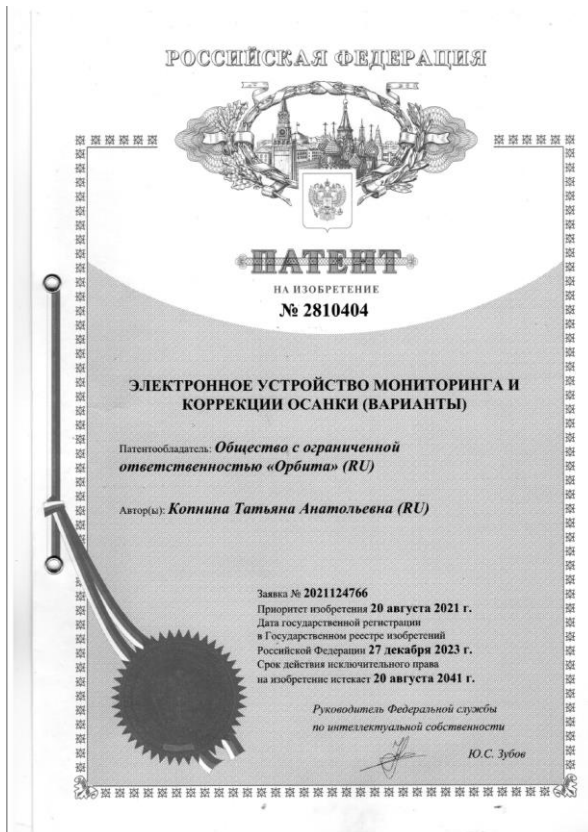 РОССИЙСКАЯ ФЕДЕРАЦИЯ
ПАТЕНТ
НА ИЗОБРЕТЕНИЕ
№ 2810404
ЭЛЕКТРОННОЕ УСТРОЙСТВО МОНИТОРИНГА И
КОРРЕКЦИИ ОСАНКИ (ВАРИАНТЫ)
Патентообладатель: Общество с ограниченной
ответственностью «Орбита» (RU)
Автор(ы): Копнина Татьяна Анатольевна (RU)
Заявка № 2021124766
Приоритет изобретения 20 августа 2021 г.
Дата государственной регистрации
в Государственном реестре изобретений
Российской Федерации 27 декабря 2023 г.
Срок действия исключительного права
на изобретение истекает 20 августа 2041 г.
Руководитель Федеральной службы
по интеллектуальной собственности
Ю.С. Зубов